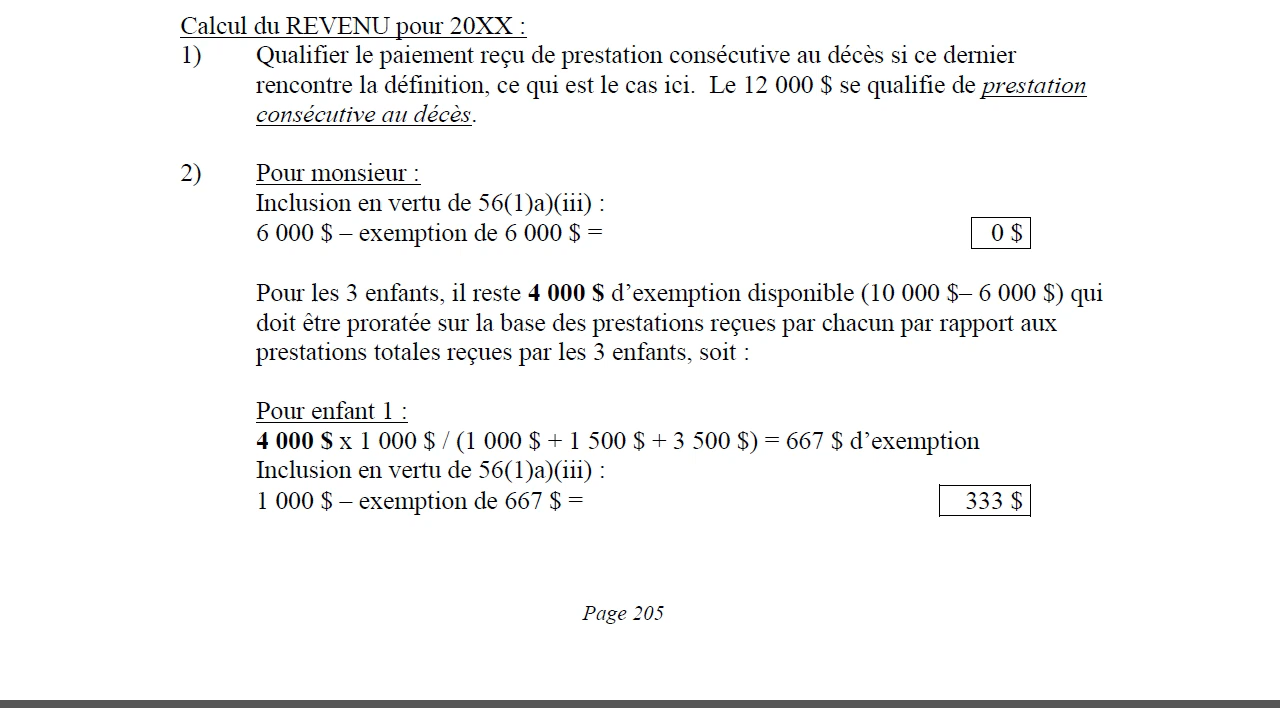 Calcul du REVENU pour 20XX :
1) Qualifier le paiement reçu de prestation consécutive au décès si ce dernier
rencontre la définition, ce qui est le cas ici. Le 12 000 $ se qualifie de prestation
consécutive au décès.
2) Pour monsieur :
Inclusion en vertu de 56(1)a)(iii) :
6 000 $ – exemption de 6 000 $ = 0 $
Pour les 3 enfants, il reste 4 000 $ d’exemption disponible (10 000 $– 6 000 $) qui
doit être proratée sur la base des prestations reçues par chacun par rapport aux
prestations totales reçues par les 3 enfants, soit :
Pour enfant 1 :
4 000 $ x 1 000 $ / (1 000 $ + 1 500 $ + 3 500 $) = 667 $ d’exemption
Inclusion en vertu de 56(1)a)(iii) :
1 000 $ – exemption de 667 $ = 333 $
Page 205